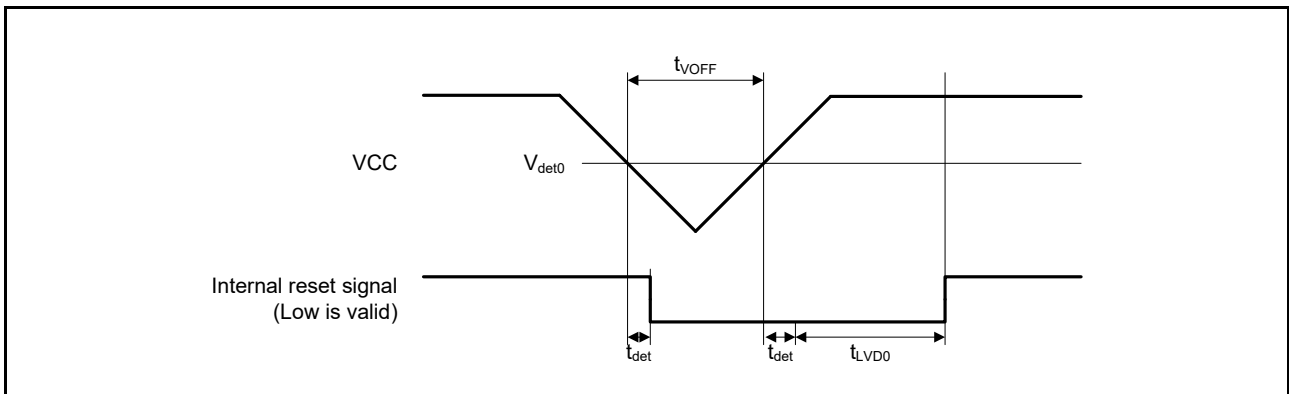 tVOFF
VCC
Vdet0
Internal reset signal
(Low is valid)
tdet
tdet
tLVD0